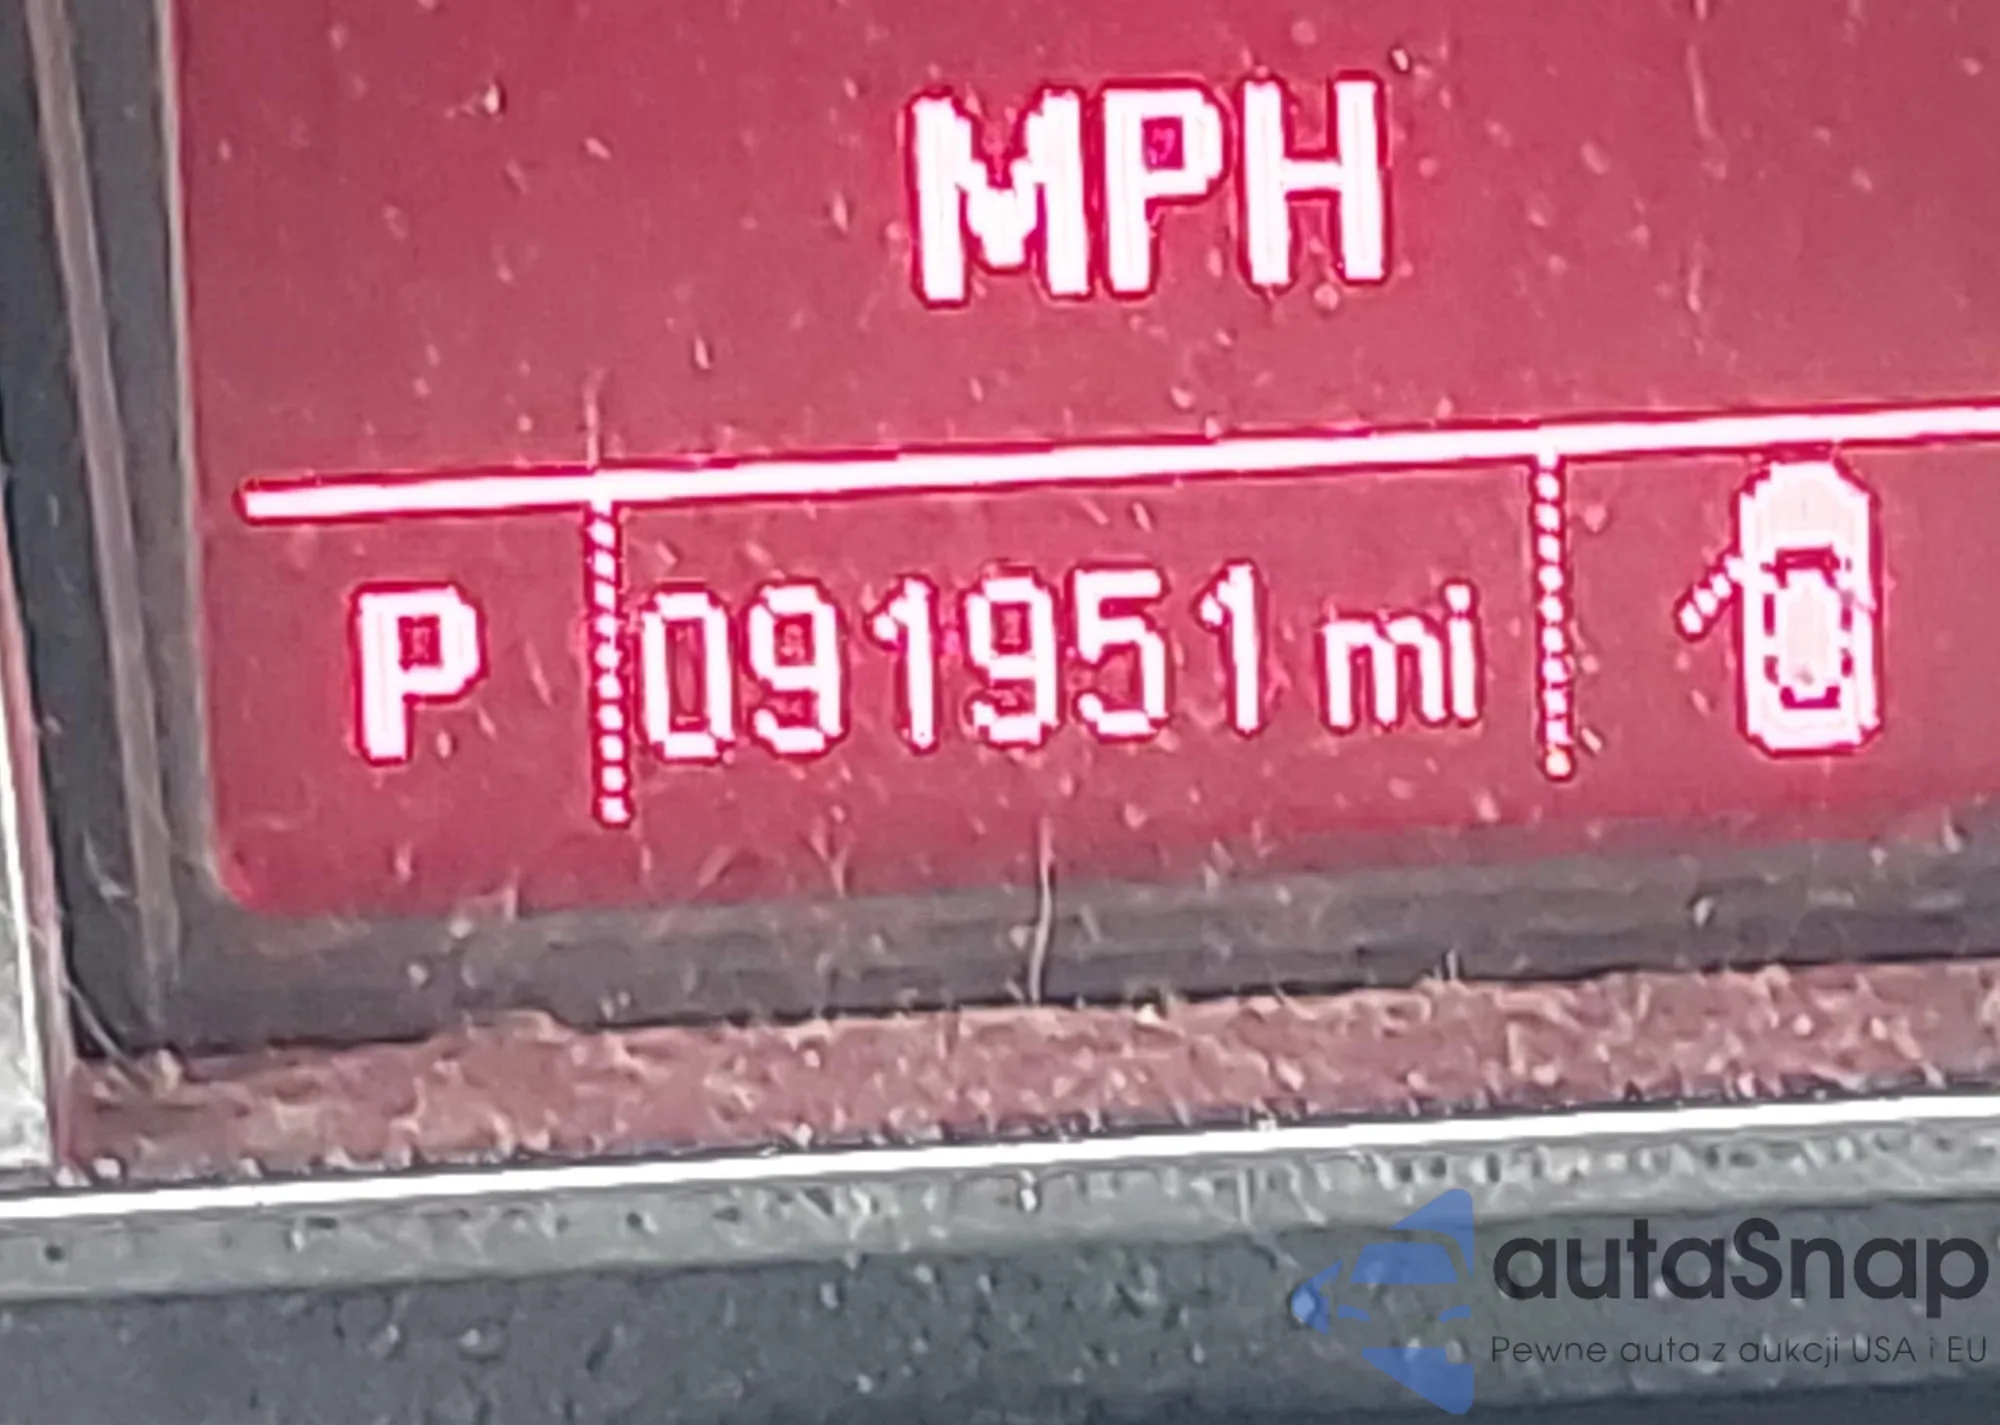 MPH
P 091951 mi
autaSnap
Pewne auta z aukcji USA i EU